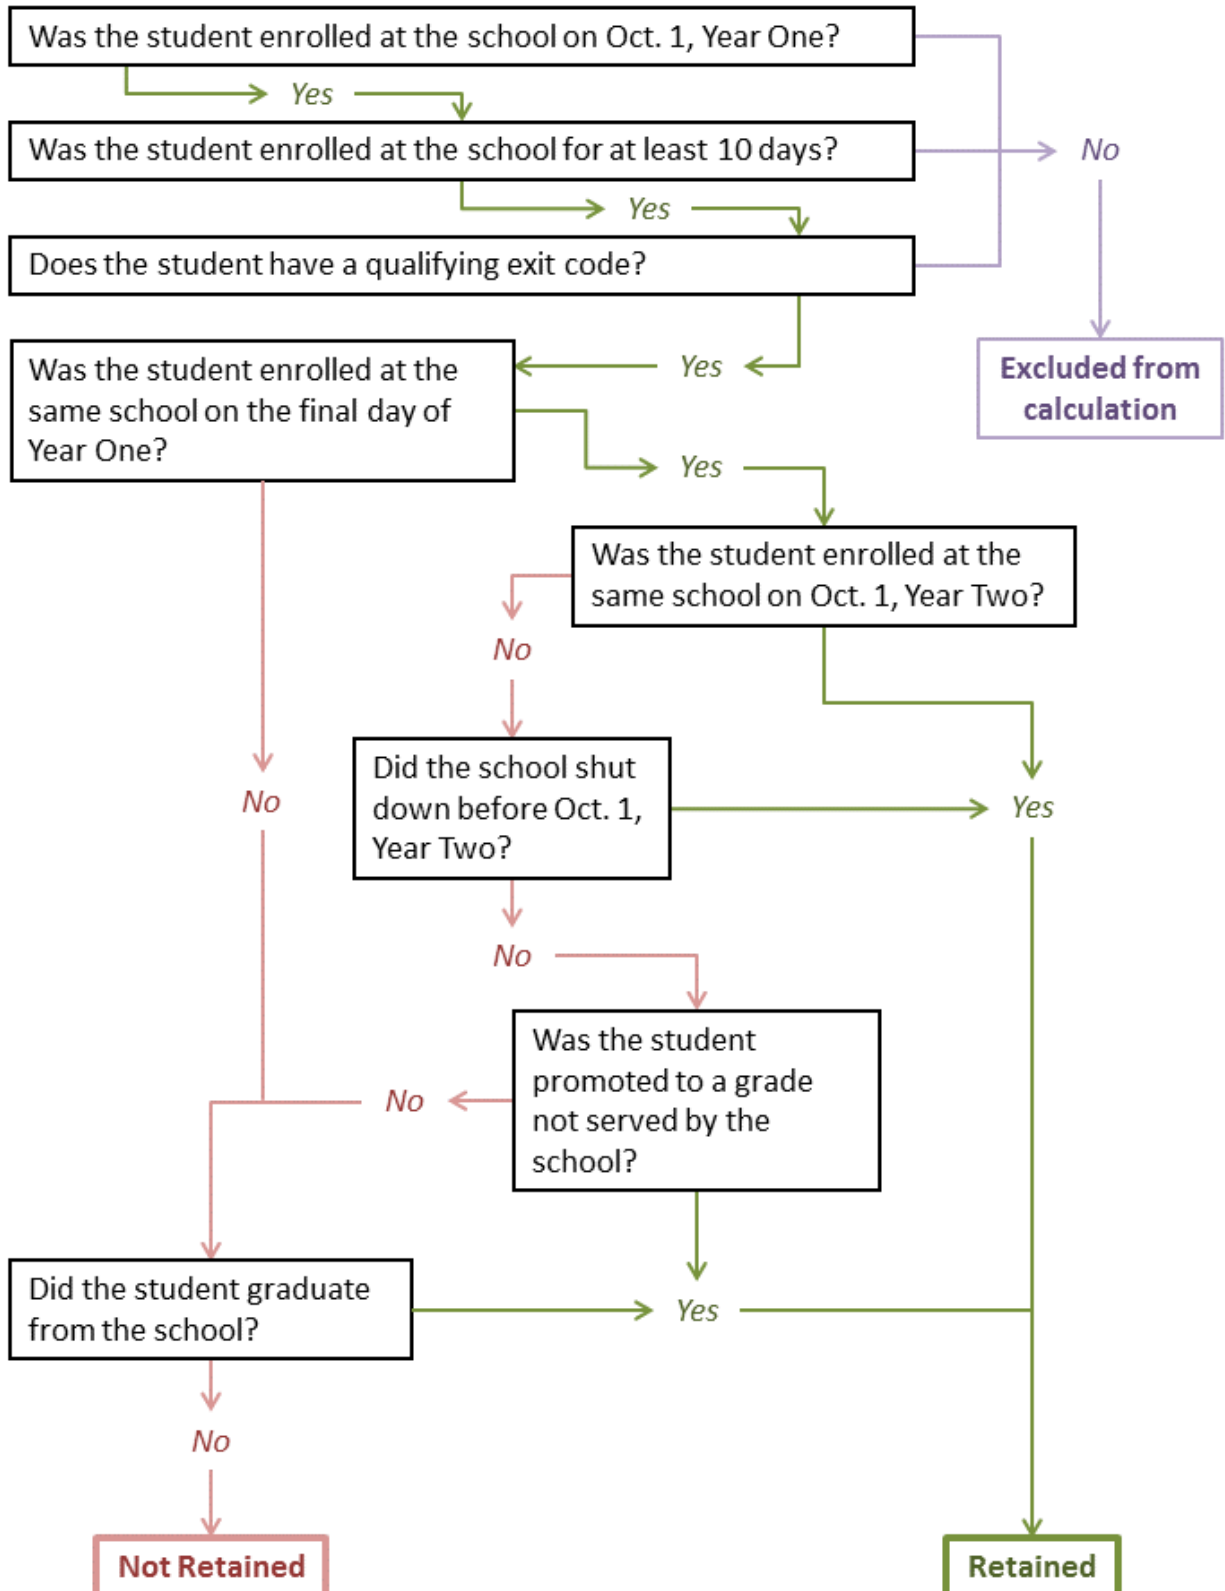 Was the student enrolled at the school on Oct. 1, Year One?
Yes
Was the student enrolled at the school for at least 10 days?
No
Yes
Does the student have a qualifying exit code?
Yes
Was the student enrolled at the
same school on the final day of
Year One?
Excluded from
calculation
Yes
Was the student enrolled at the
same school on Oct. 1, Year Two?
No
Did the school shut
down before Oct. 1,
Year Two?
No
Yes
No
Was the student
promoted to a grade
not served by the
school?
No
Did the student graduate
from the school?
Yes
No
Not Retained
Retained